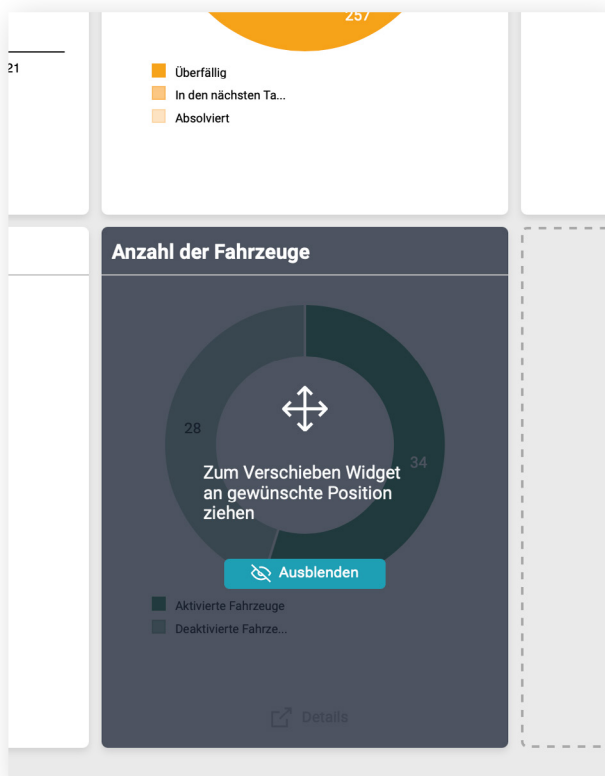 257
21
Überfällig
In den nächsten Ta...
Absolviert
Anzahl der Fahrzeuge
28
34
Zum Verschieben Widget
an gewünschte Position
ziehen
Ausblenden
Aktivierte Fahrzeuge
Deaktivierte Fahrze...
Details